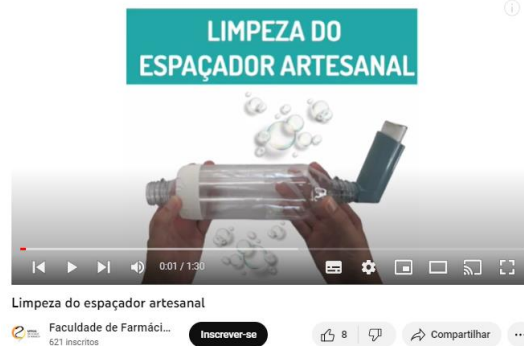 LIMPEZA DO
ESPAÇADOR ARTESANAL
0:01 / 1:30
Limpeza do espaçador artesanal
Faculdade de Farmáci...
621 inscritos
Inscrever-se
8
Compartilhar